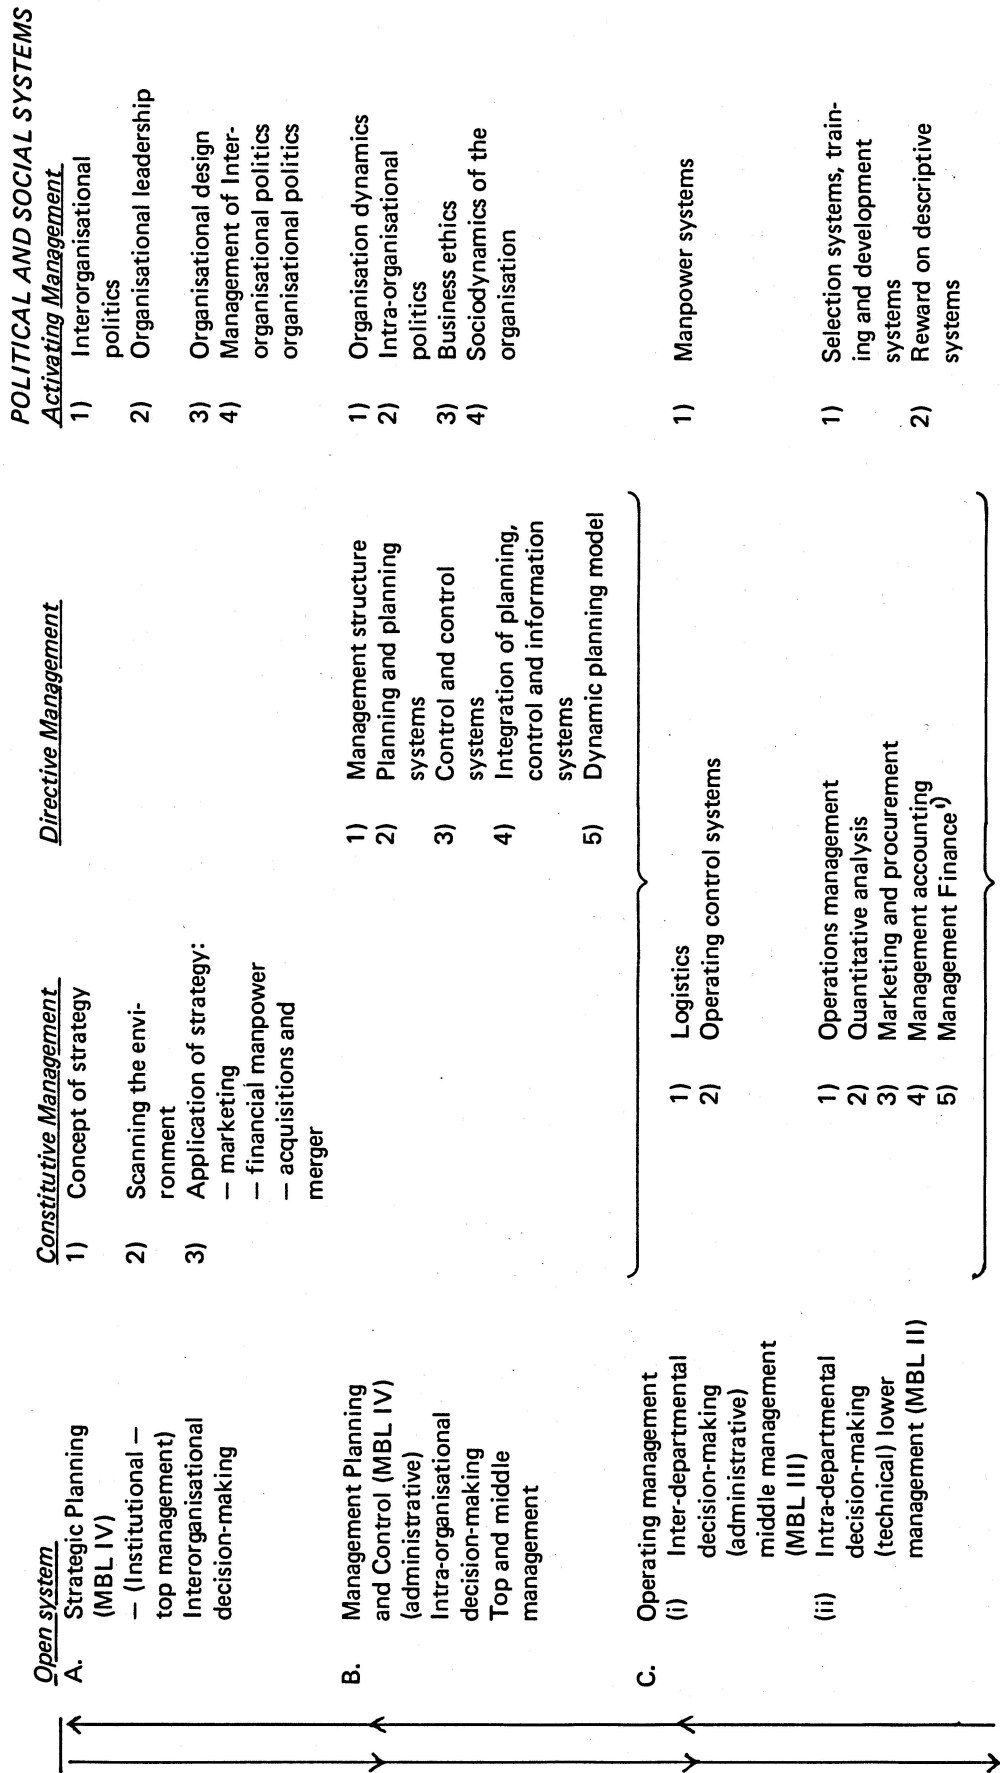 POLITICAL AND SOCIAL SYSTEMS
Open system
Constitutive Management
Directive Management
Activating Management
A. Strategic Planning
(MBL IV)
— (Institutional —
top management)
Interorganisational
decision-making
1) Concept of strategy
2) Scanning the envi-
ronment
3) Application of strategy:
— marketing
— financial manpower
— acquisitions and
merger
1) Interorganisational
politics
2) Organisational leadership
3) Organisational design
4) Management of Inter-
organisational politics
organisational politics
B. Management Planning
and Control (MBL IV)
(administrative)
Intra-organisational
decision-making
Top and middle
management
1) Management structure
2) Planning and planning
systems
3) Control and control
systems
4) Integration of planning,
control and information
systems
5) Dynamic planning model
1) Organisation dynamics
2) Intra-organisational
politics
3) Business ethics
4) Sociodynamics of the
organisation
C. Operating management
(i) Inter-departmental
decision-making
(administrative)
middle management
(MBL III)
1) Logistics
2) Operating control systems
1) Manpower systems
(ii) Intra-departmental
decision-making
(technical) lower
management (MBL II)
1) Operations management
2) Quantitative analysis
3) Marketing and procurement
4) Management accounting
5) Management Finance¹)
1) Selection systems, train-
ing and development
systems
2) Reward on descriptive
systems